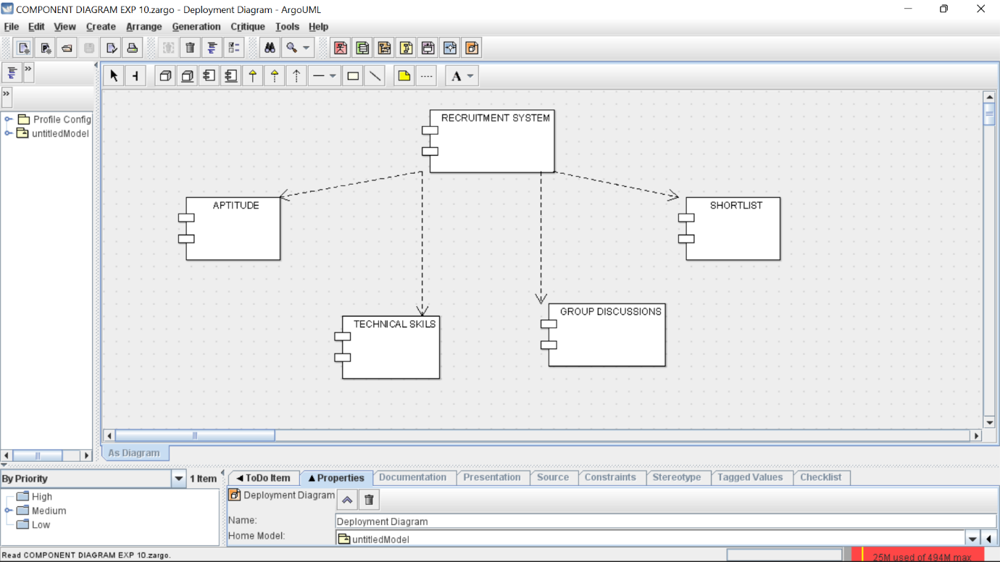 COMPONENT DIAGRAM EXP 10.zargo - Deployment Diagram - ArgoUML
File Edit View Create Arrange Generation Critique Tools Help
A
Profile Config
untitledModel
RECRUITMENT SYSTEM
APTITUDE
SHORTLIST
TECHNICAL SKILS
GROUP DISCUSSIONS
As Diagram
By Priority
1 Item
High
Medium
Low
ToDo Item Properties Documentation Presentation Source Constraints Stereotype Tagged Values Checklist
Deployment Diagram
Name: Deployment Diagram
Home Model: untitledModel
Read COMPONENT DIAGRAM EXP 10.zargo.
25M used of 494M max